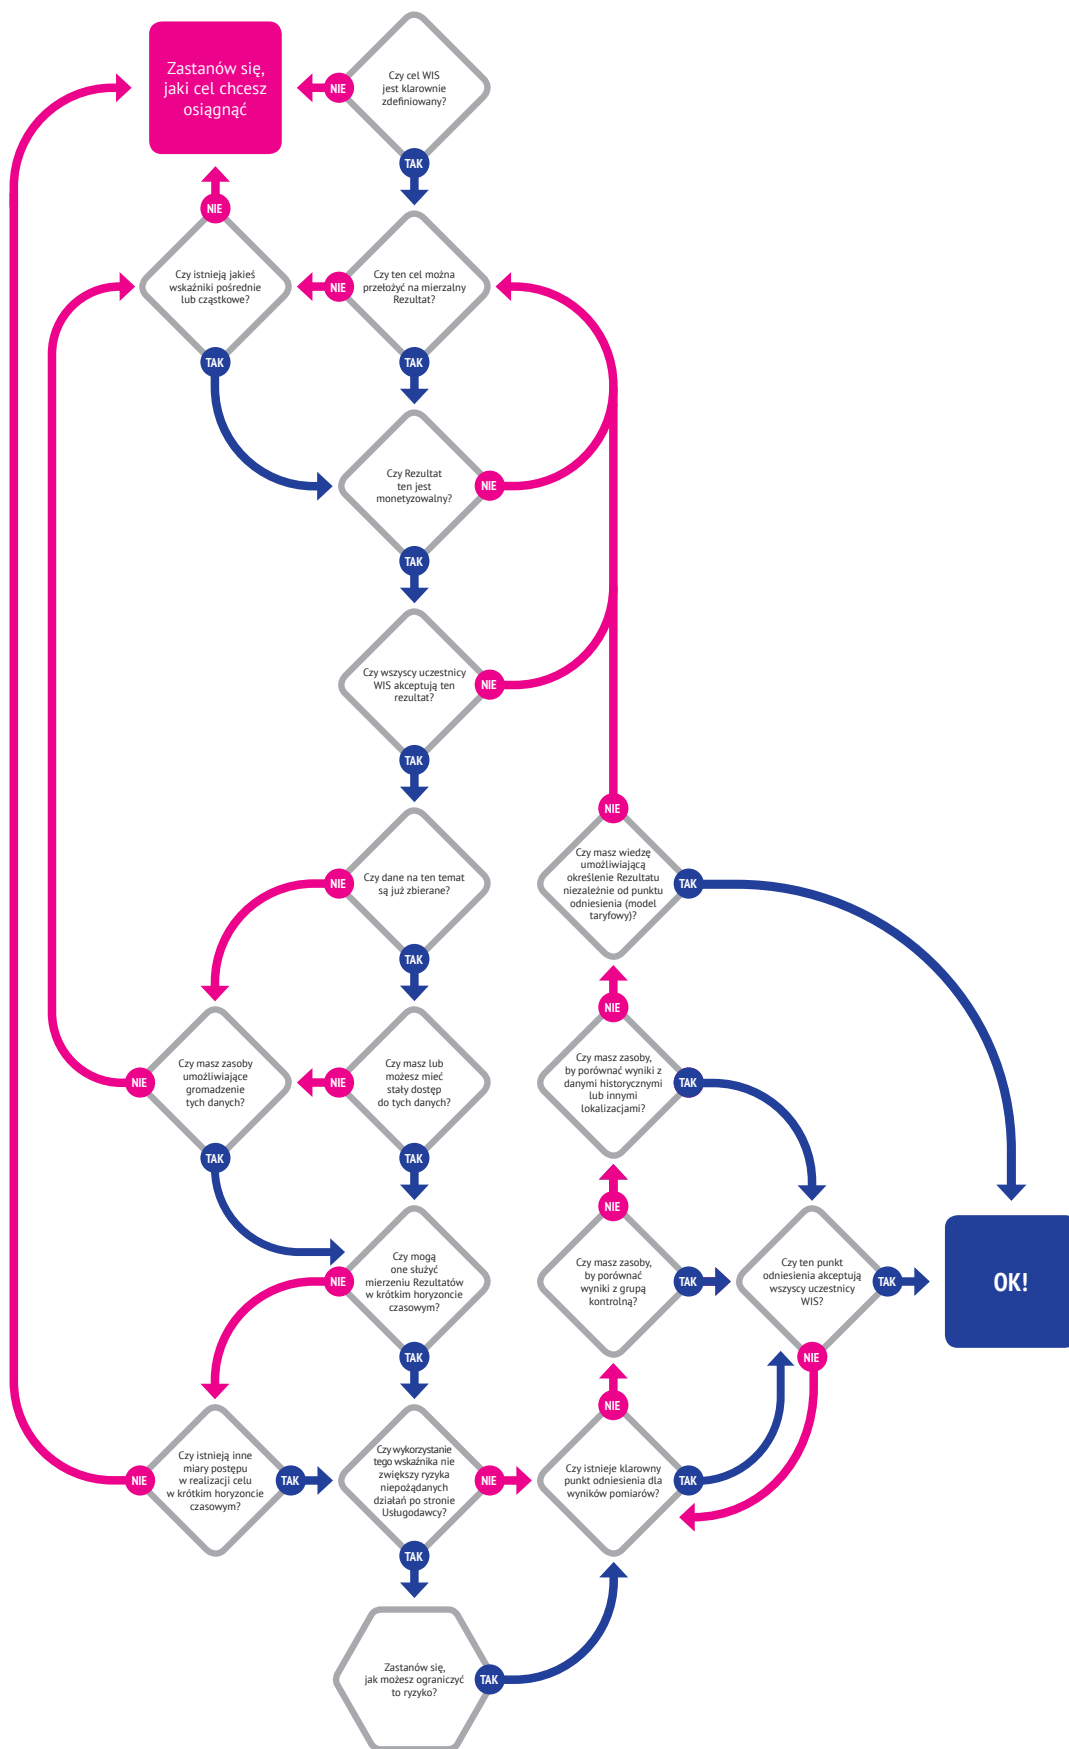 Zastanów się,
jaki cel chcesz
osiągnąć
Czy cel WIS
jest klarownie
zdefiniowany?
NIE
TAK
NIE
Czy istnieją jakieś
wskaźniki pośrednie
lub cząstkowe?
TAK
Czy ten cel można
przełożyć na mierzalny
Rezultat?
NIE
TAK
Czy Rezultat
ten jest
monetyzowalny?
NIE
TAK
Czy wszyscy uczestnicy
WIS akceptują ten
rezultat?
NIE
TAK
Czy dane na ten temat
są już zbierane?
NIE
TAK
NIE
Czy masz wiedzę
umożliwiającą
określenie Rezultatu
niezależnie od punktu
odniesienia (model
taryfowy)?
TAK
Czy masz zasoby
umożliwiające
gromadzenie
tych danych?
NIE
TAK
Czy masz lub
możesz mieć
stały dostęp
do tych danych?
NIE
TAK
NIE
Czy masz zasoby,
by porównać wyniki z
danymi historycznymi
lub innymi
lokalizacjami?
TAK
Czy mogą
one służyć
mierzeniu Rezultatów
w krótkim horyzoncie
czasowym?
NIE
TAK
NIE
Czy masz zasoby,
by porównać
wyniki z grupą
kontrolną?
TAK
Czy ten punkt
odniesienia akceptują
wszyscy uczestnicy
WIS?
TAK
NIE
OK!
Czy istnieją inne
miary postępu
w realizacji celu
w krótkim horyzoncie
czasowym?
NIE
TAK
Czy wykorzystanie
tego wskaźnika nie
zwiększy ryzyka
niepożądanych
działań po stronie
Usługodawcy?
NIE
TAK
NIE
Czy istnieje klarowny
punkt odniesienia dla
wyników pomiarów?
TAK
Zastanów się,
jak możesz ograniczyć
to ryzyko?
TAK